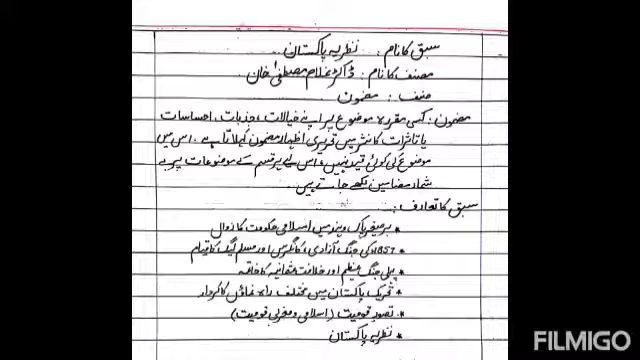 سبق کا نام : نظریہ پاکستان
مصنف کا نام : ڈاکٹر غلام مصطفیٰ خان
صنف : مضمون
مضمون : کسی مقررہ موضوع پر اپنے خیالات، جذبات، احساسات
یا تاثرات کا نثر میں تحریری اظہار مضمون کہلاتا ہے۔ اس میں
موضوع کی کوئی قید نہیں، اس لیے ہر قسم کے موضوعات پر بے
شمار مضامین لکھے جاتے ہیں۔
سبق کا تعارف :
* برصغیر پاک و ہند میں اسلامی حکومت کا زوال
* 1857 کی جنگ آزادی، کانگرس اور مسلم لیگ کا قیام
* پہلی جنگ عظیم اور خلافت عثمانیہ کا خاتمہ
* تحریک پاکستان میں مختلف راہ نماؤں کا کردار
* تصور قومیت (اسلامی و مغربی قومیت)
* نظریہ پاکستان
FILMIGO